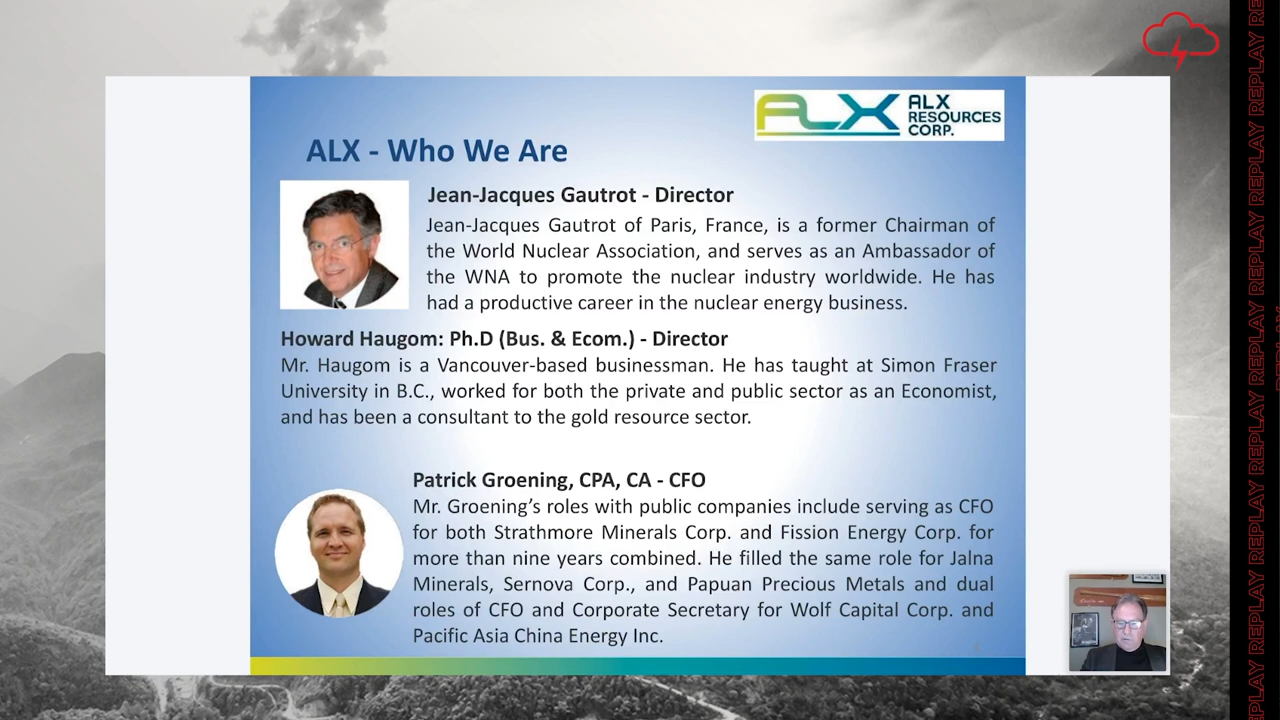 ALX RESOURCES CORP.
ALX - Who We Are
Jean-Jacques Gautrot - Director
Jean-Jacques Gautrot of Paris, France, is a former Chairman of
the World Nuclear Association, and serves as an Ambassador of
the WNA to promote the nuclear industry worldwide. He has
had a productive career in the nuclear energy business.
Howard Haugom: Ph.D (Bus. & Ecom.) - Director
Mr. Haugom is a Vancouver-based businessman. He has taught at Simon Fraser
University in B.C., worked for both the private and public sector as an Economist,
and has been a consultant to the gold resource sector.
Patrick Groening, CPA, CA - CFO
Mr. Groening's roles with public companies include serving as CFO
for both Strathmore Minerals Corp. and Fission Energy Corp. for
more than nine years combined. He filled the same role for Jalna
Minerals, Sernova Corp., and Papuan Precious Metals and dual
roles of CFO and Corporate Secretary for Wolf Capital Corp. and
Pacific Asia China Energy Inc.
REPLAY REPLAY REPLAY REPLAY REPLAY REPLAY REPLAY REPLAY